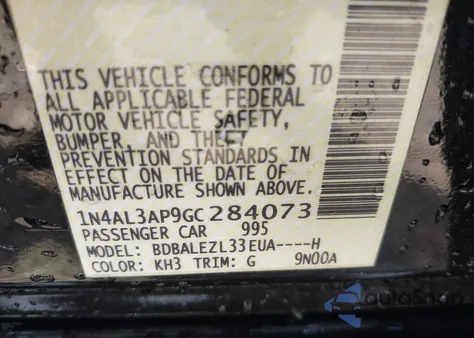 THIS VEHICLE CONFORMS TO
ALL APPLICABLE FEDERAL
MOTOR VEHICLE SAFETY,
BUMPER, AND THEFT
PREVENTION STANDARDS IN
EFFECT ON THE DATE OF
MANUFACTURE SHOWN ABOVE.
1N4AL3AP9GC284073
PASSENGER CAR 995
MODEL: BDBALEZL33EUA----H
COLOR: KH3 TRIM: G 9N00A
autoSnap